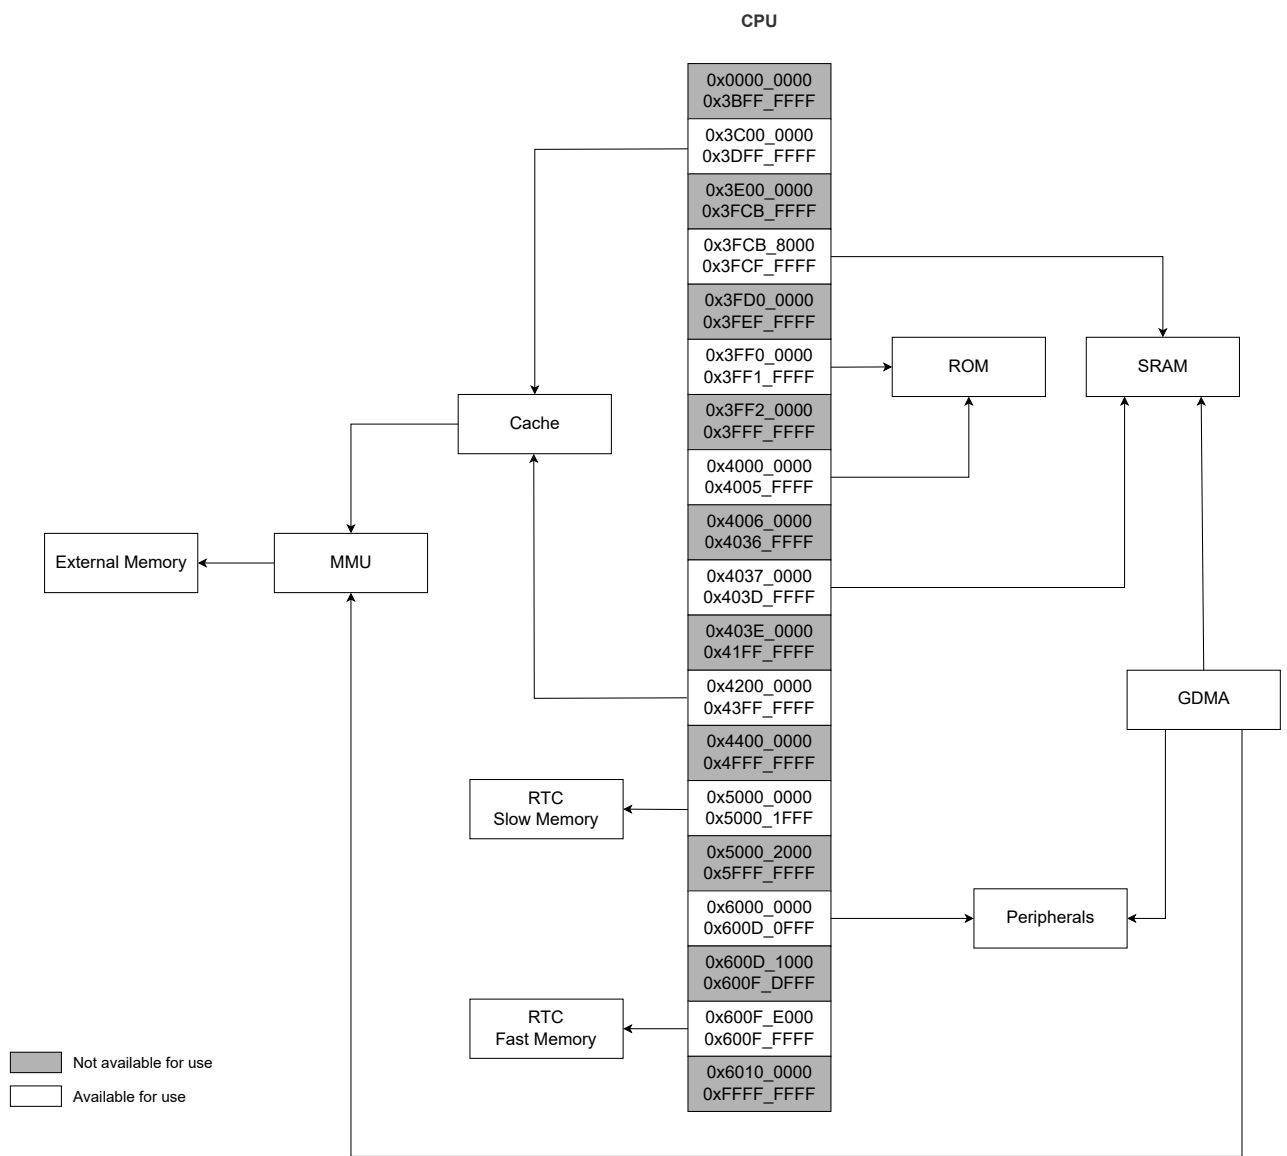 CPU
0x0000_0000
0x3BFF_FFFF
0x3C00_0000
0x3DFF_FFFF
0x3E00_0000
0x3FCB_FFFF
0x3FCB_8000
0x3FCF_FFFF
0x3FD0_0000
0x3FEF_FFFF
0x3FF0_0000
0x3FF1_FFFF
ROM
SRAM
0x3FF2_0000
0x3FFF_FFFF
Cache
0x4000_0000
0x4005_FFFF
0x4006_0000
0x4036_FFFF
External Memory
MMU
0x4037_0000
0x403D_FFFF
0x403E_0000
0x41FF_FFFF
0x4200_0000
0x43FF_FFFF
GDMA
0x4400_0000
0x4FFF_FFFF
RTC
Slow Memory
0x5000_0000
0x5000_1FFF
0x5000_2000
0x5FFF_FFFF
0x6000_0000
0x600D_0FFF
Peripherals
0x600D_1000
0x600F_DFFF
RTC
Fast Memory
0x600F_E000
0x600F_FFFF
0x6010_0000
0xFFFF_FFFF
Not available for use
Available for use